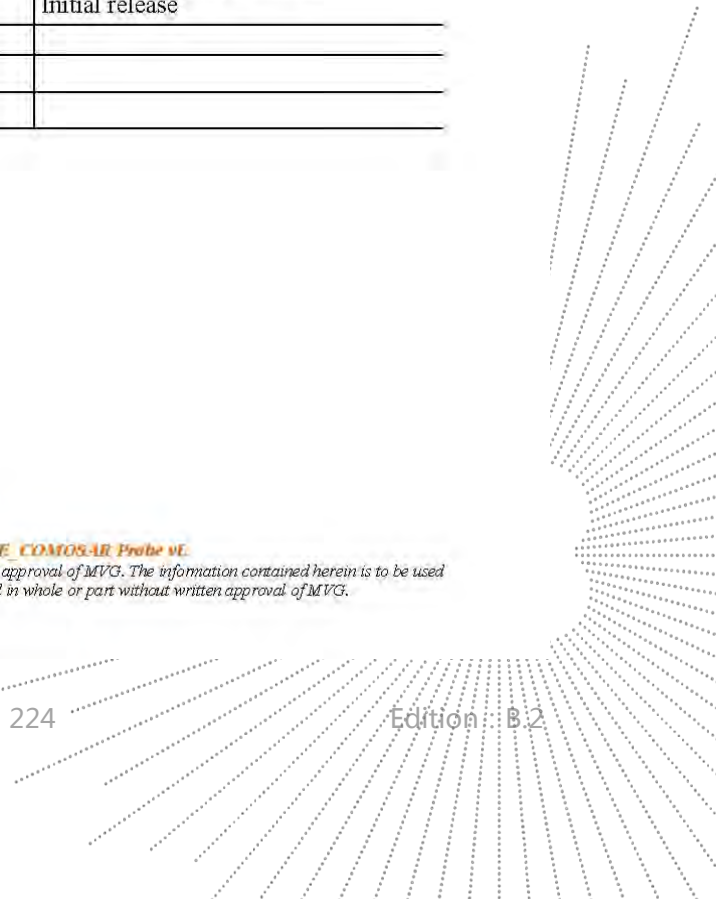 Initial release
E_COMOSAR Probe vL
approval of MVG. The information contained herein is to be used
in whole or part without written approval of MVG.
224
Edition : B.2